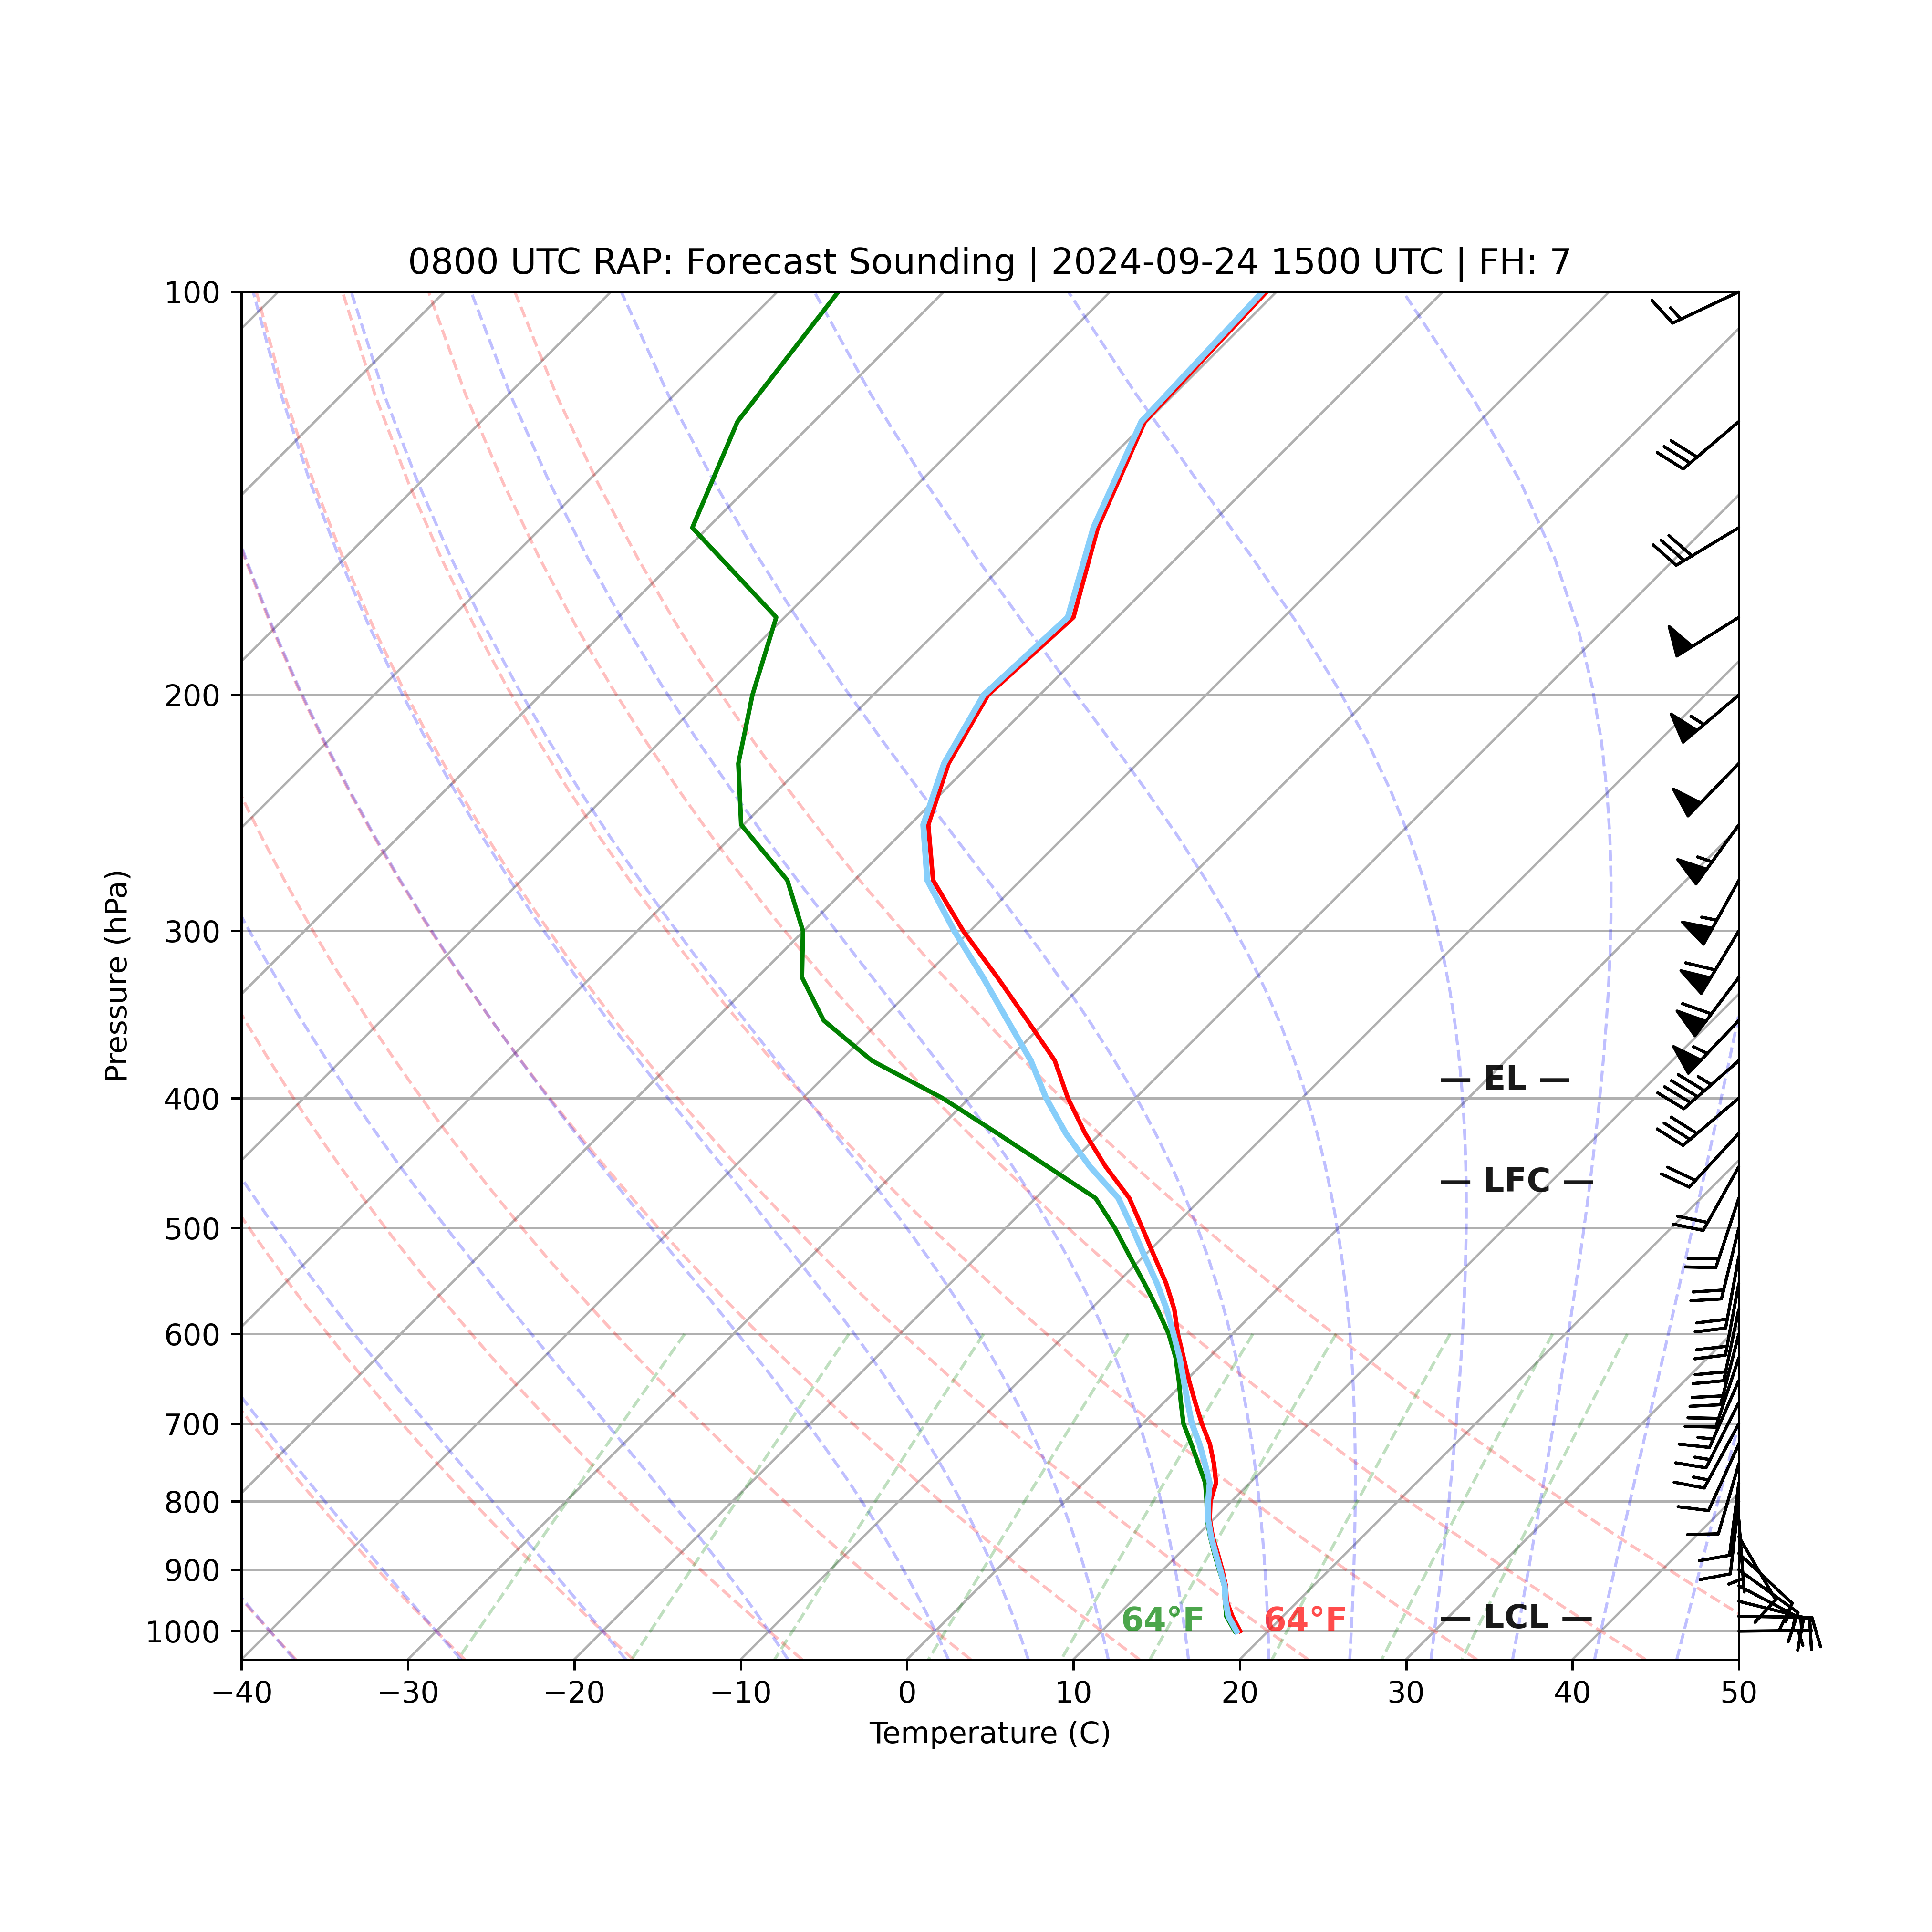 0800 UTC RAP: Forecast Sounding | 2024-09-24 1500 UTC | FH: 7
100
200
300
400
500
600
700
800
900
1000
Pressure (hPa)
— EL —
— LFC —
— LCL —
64°F 64°F
−40 −30 −20 −10 0 10 20 30 40 50
Temperature (C)